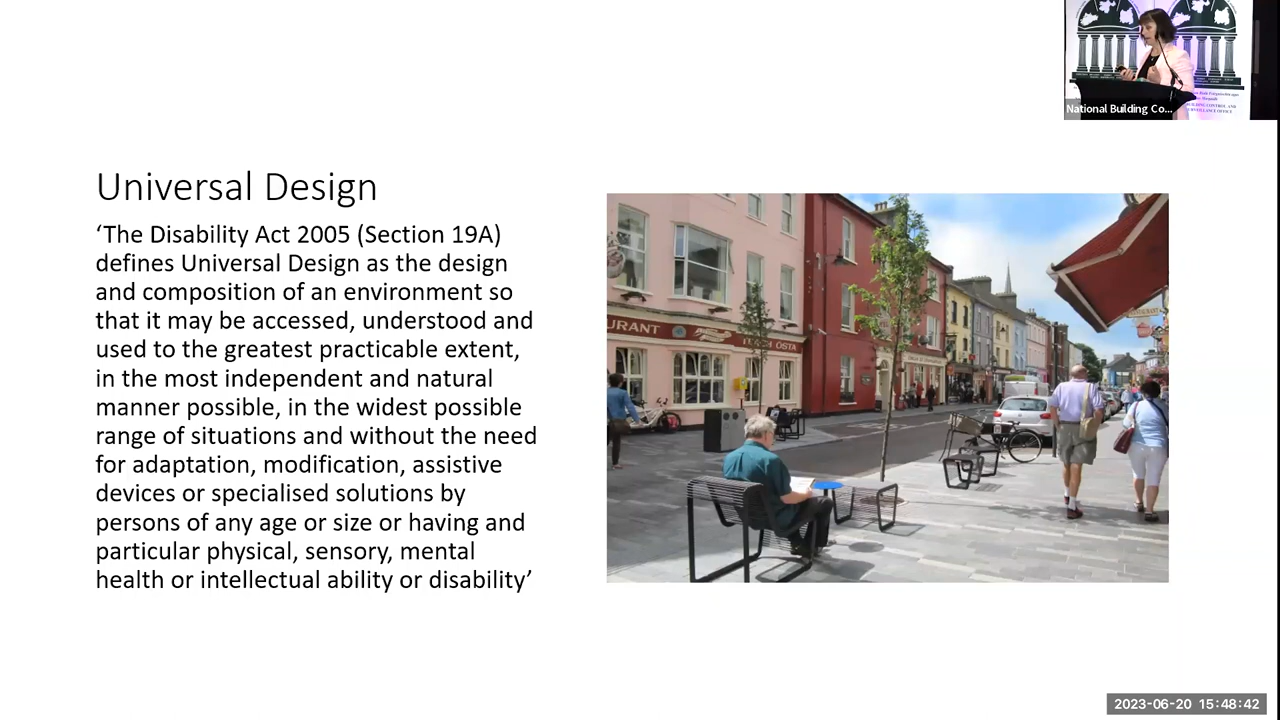 National Building Co...
Universal Design
‘The Disability Act 2005 (Section 19A)
defines Universal Design as the design
and composition of an environment so
that it may be accessed, understood and
used to the greatest practicable extent,
in the most independent and natural
manner possible, in the widest possible
range of situations and without the need
for adaptation, modification, assistive
devices or specialised solutions by
persons of any age or size or having and
particular physical, sensory, mental
health or intellectual ability or disability’
URANT
OSTA
2023-06-20 15:48:42